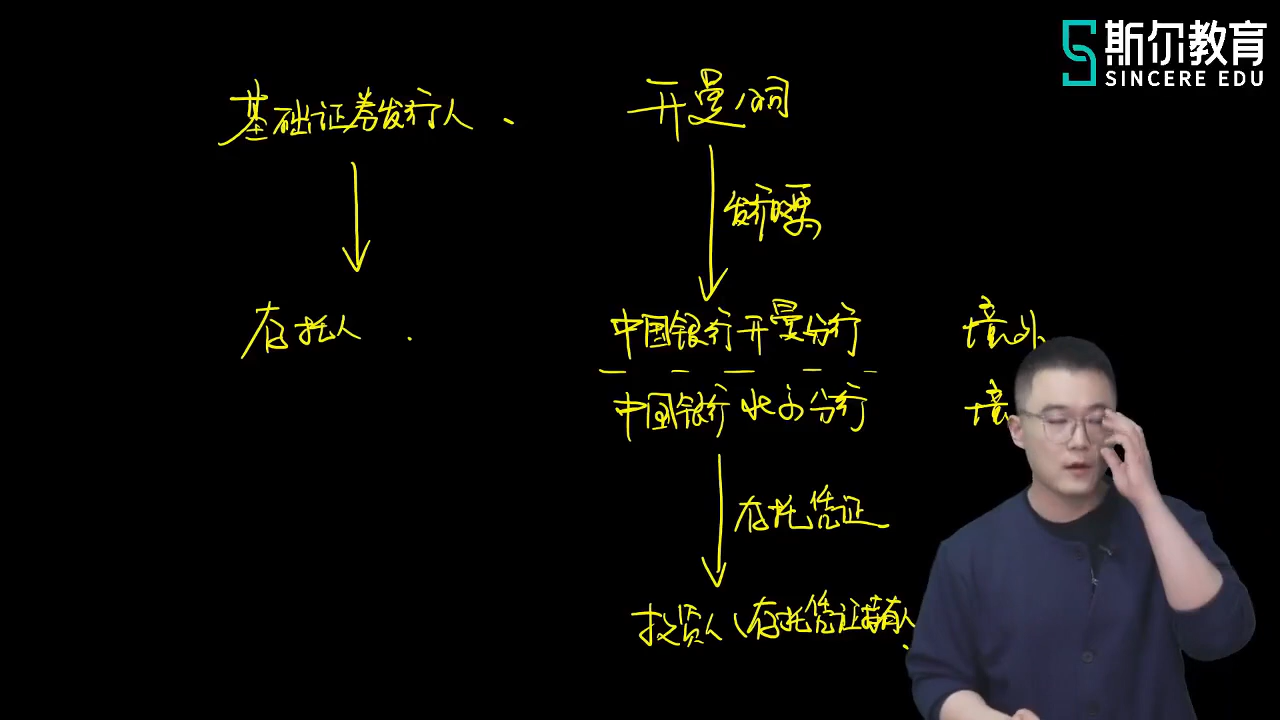 斯尔教育
SINCERE EDU
基础证券发行人、 开曼公司
发行股票
存托人. 中国银行开曼分行 境外
中国银行北京分行 境
存托凭证
投资人、存托凭证持有人